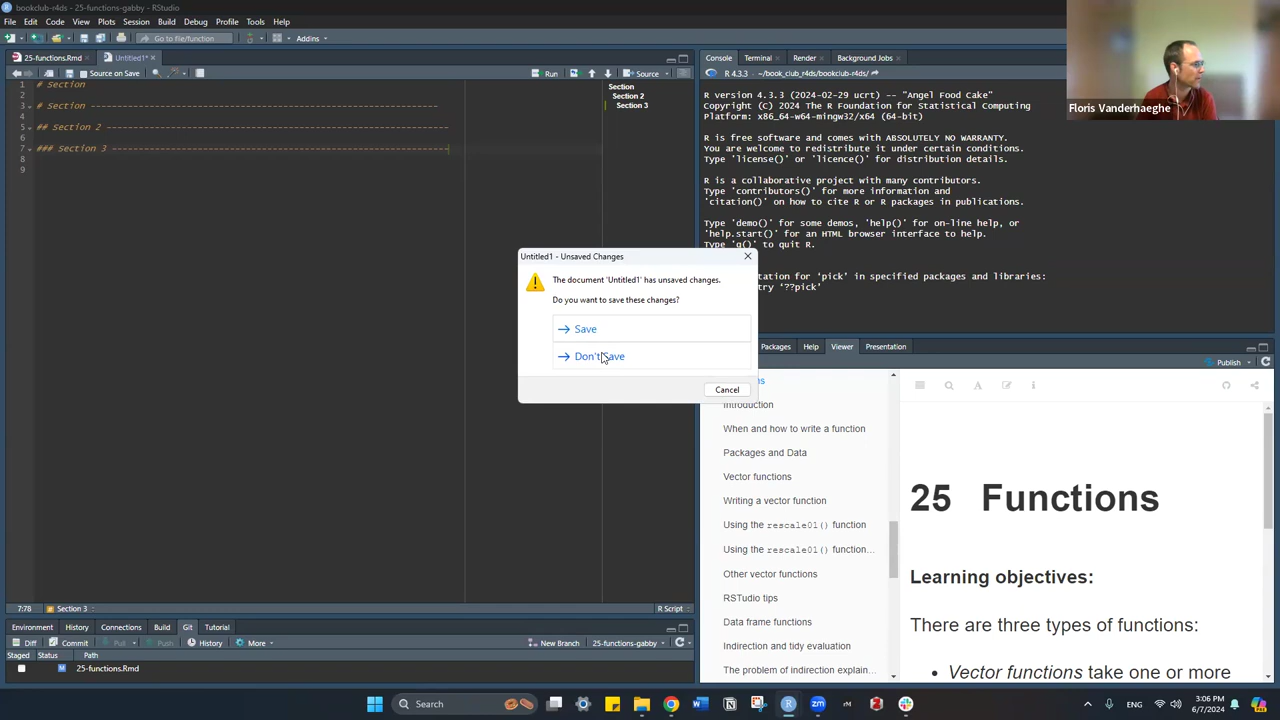 bookclub-r4ds - 25-functions.Rmd - RStudio
File Edit Code View Plots Session Build Debug Profile Tools Help
Go to file/function
Addins
25-functions.Rmd
Untitled1*
Source on Save
Run
Source
1 # Section
2
3 # Section ----------------------------------------------------------------
4
5 ## Section 2 ---------------------------------------------------------------
6
7 ### Section 3 --------------------------------------------------------------
8
9
Section
Section 2
Section 3
7:78
Section 3
R Script
Untitled1 - Unsaved Changes
The document 'Untitled1' has unsaved changes.
Do you want to save these changes?
Save
Don't Save
Cancel
Environment History Connections Build Git Tutorial
Diff Commit Pull Push History More
New Branch
25-functions-gabby
Staged Status Path
M 25-functions.Rmd
Console Terminal Render Background Jobs
R 4.3.3 . ~/book_club_r4ds/bookclub-r4ds/
R version 4.3.3 (2024-02-29 ucrt) -- "Angel Food Cake"
Copyright (C) 2024 The R Foundation for Statistical Computing
Platform: x86_64-w64-mingw32/x64 (64-bit)
R is free software and comes with ABSOLUTELY NO WARRANTY.
You are welcome to redistribute it under certain conditions.
Type 'license()' or 'licence()' for distribution details.
R is a collaborative project with many contributors.
Type 'contributors()' for more information and
'citation()' on how to cite R or R packages in publications.
Type 'demo()' for some demos, 'help()' for on-line help, or
'help.start()' for an HTML browser interface to help.
Type 'q()' to quit R.
for 'pick' in specified packages and libraries:
try '??pick'
Floris Vanderhaeghe
Packages Help Viewer Presentation
Publish
Introduction
When and how to write a function
Packages and Data
Vector functions
Writing a vector function
Using the rescale01() function
Using the rescale01() function…
Other vector functions
RSTudio tips
Data frame functions
Indirection and tidy evaluation
The problem of indirection explain…
25 Functions
Learning objectives:
There are three types of functions:
• Vector functions take one or more
Search
3:06 PM
6/7/2024